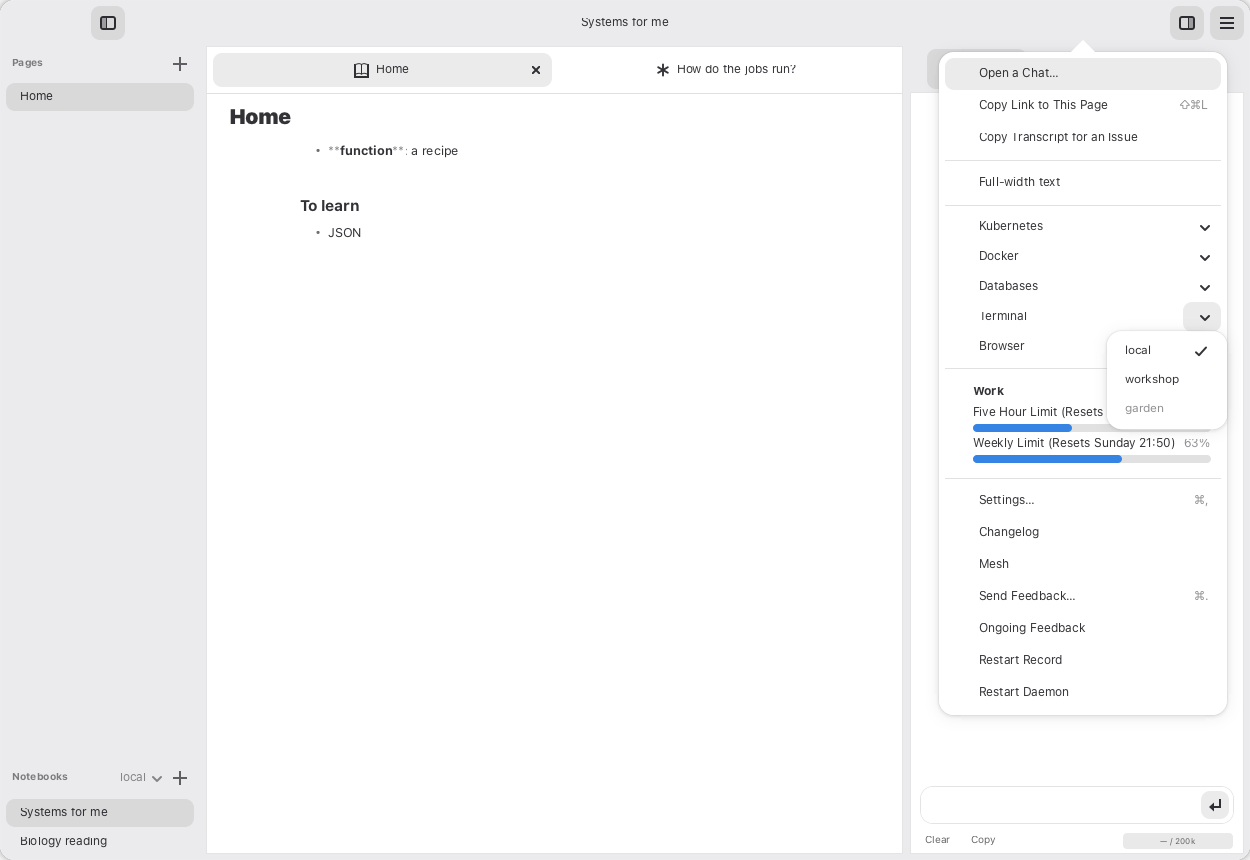 Systems for me
Pages
Home
Home
How do the jobs run?
Home
• **function**: a recipe
To learn
• JSON
Open a Chat...
Copy Link to This Page ⇧⌘L
Copy Transcript for an Issue
Full-width text
Kubernetes
Docker
Databases
Terminal
Browser
local
workshop
garden
Work
Five Hour Limit (Resets
Weekly Limit (Resets Sunday 21:50) 63%
Settings... ⌘,
Changelog
Mesh
Send Feedback... ⌘.
Ongoing Feedback
Restart Record
Restart Daemon
Notebooks local
Systems for me
Biology reading
Clear Copy — / 200k